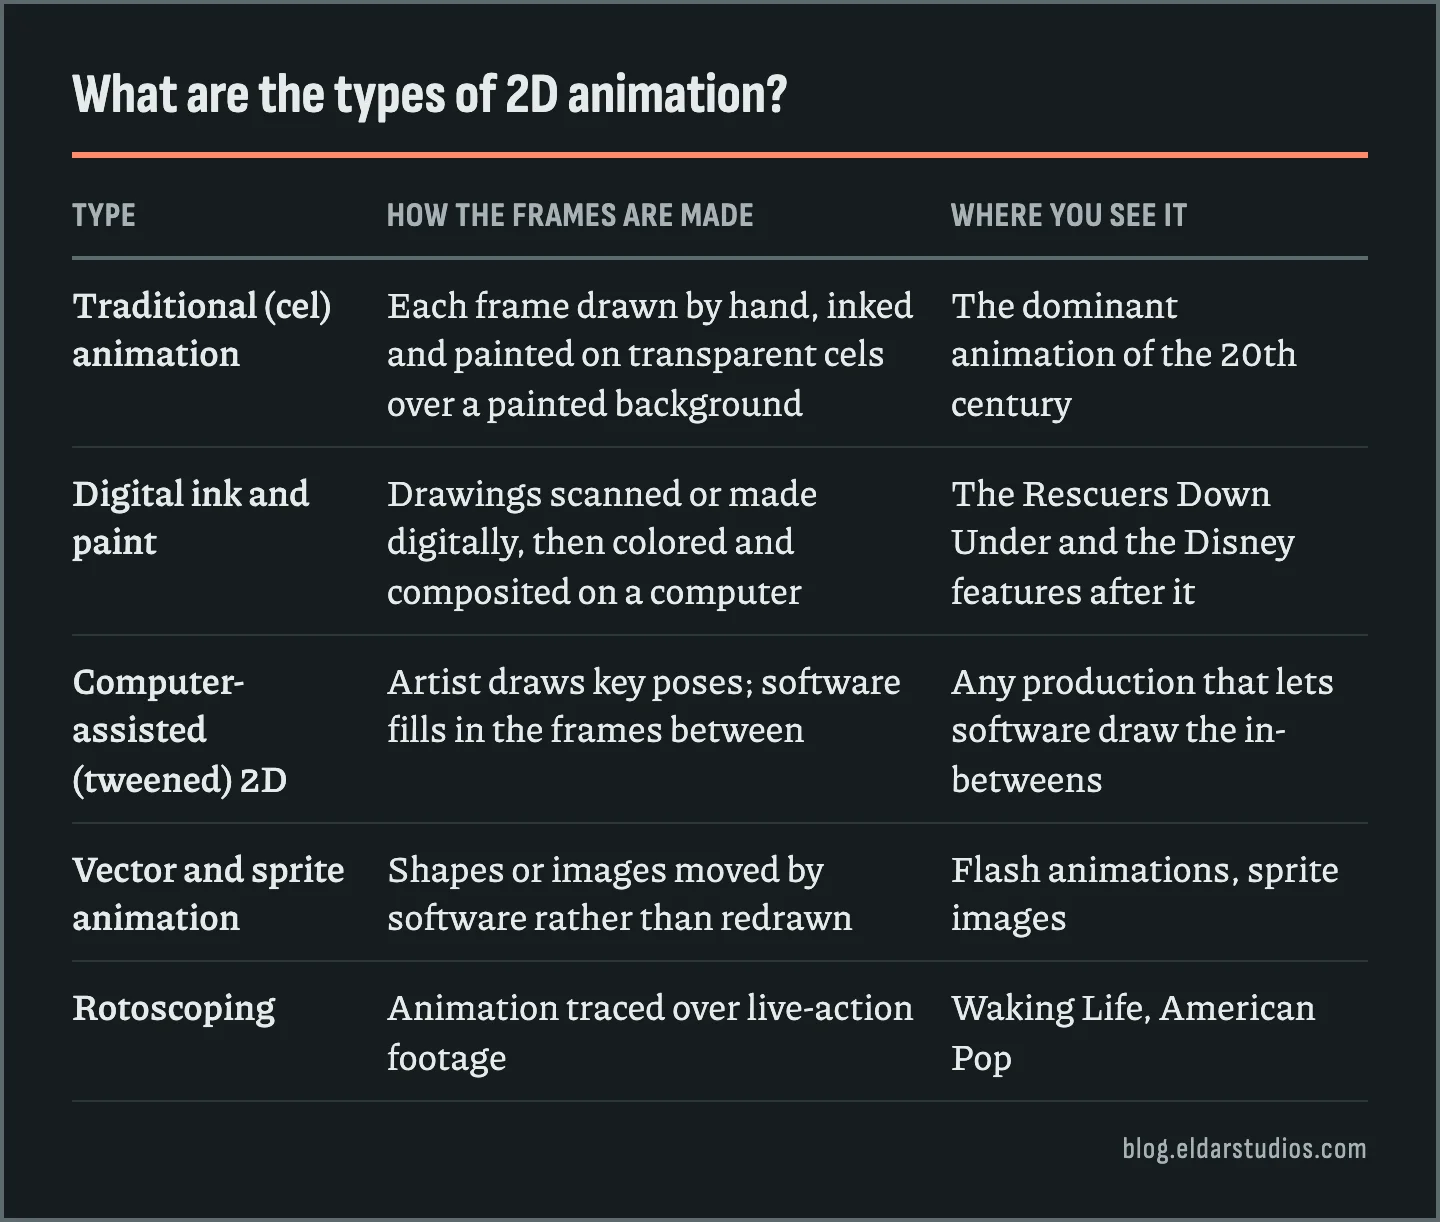 What are the types of 2D animation?
TYPE HOW THE FRAMES ARE MADE WHERE YOU SEE IT
Traditional (cel) Each frame drawn by hand, inked The dominant
animation and painted on transparent cels animation of the 20th
over a painted background century
Digital ink and Drawings scanned or made The Rescuers Down
paint digitally, then colored and Under and the Disney
composited on a computer features after it
Computer- Artist draws key poses; software Any production that lets
assisted fills in the frames between software draw the in-
(tweened) 2D betweens
Vector and sprite Shapes or images moved by Flash animations, sprite
animation software rather than redrawn images
Rotoscoping Animation traced over live-action Waking Life, American
footage Pop
blog.eldarstudios.com